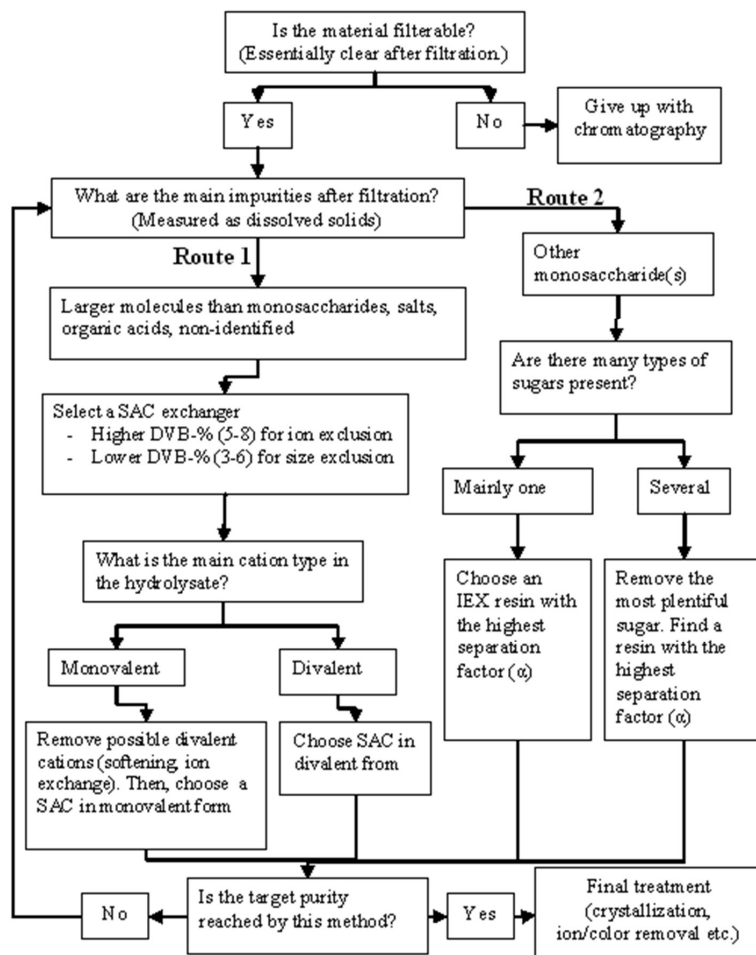 Is the material filterable?
(Essentially clear after filtration.)
Yes
No
Give up with
chromatography
What are the main impurities after filtration?
(Measured as dissolved solids)
Route 2
Route 1
Other
monosaccharide(s)
Larger molecules than monosaccharides, salts,
organic acids, non-identified
Are there many types of
sugars present?
Select a SAC exchanger
- Higher DVB-% (5-8) for ion exclusion
- Lower DVB-% (3-6) for size exclusion
Mainly one
Several
What is the main cation type in
the hydrolysate?
Choose an
IEX resin with
the highest
separation
factor (α)
Remove the
most plentiful
sugar. Find a
resin with the
highest
separation
factor (α)
Monovalent
Divalent
Remove possible divalent
cations (softening, ion
exchange). Then, choose a
SAC in monovalent form
Choose SAC in
divalent from
Is the target purity
reached by this method?
No
Yes
Final treatment
(crystallization,
ion/color removal etc.)